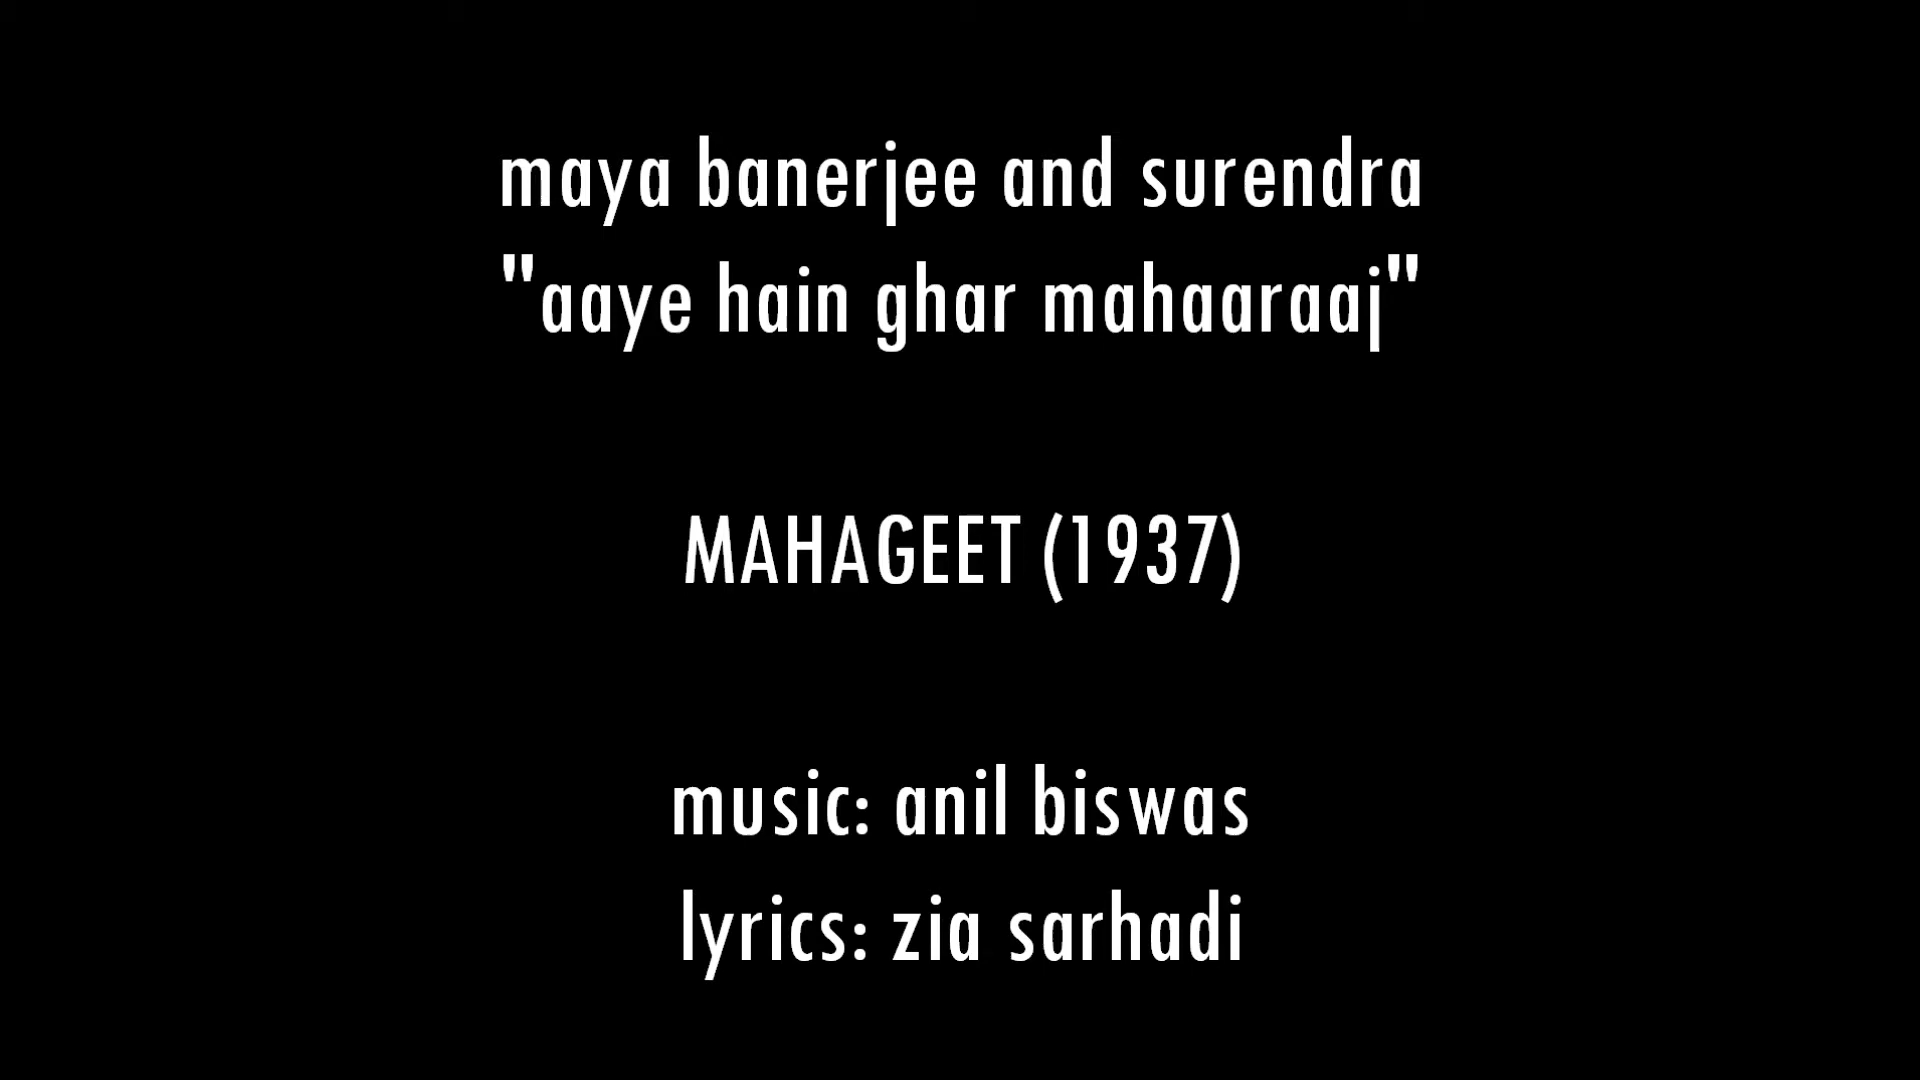 maya banerjee and surendra
"aaye hain ghar mahaaraaj"
MAHAGEET (1937)
music: anil biswas
lyrics: zia sarhadi